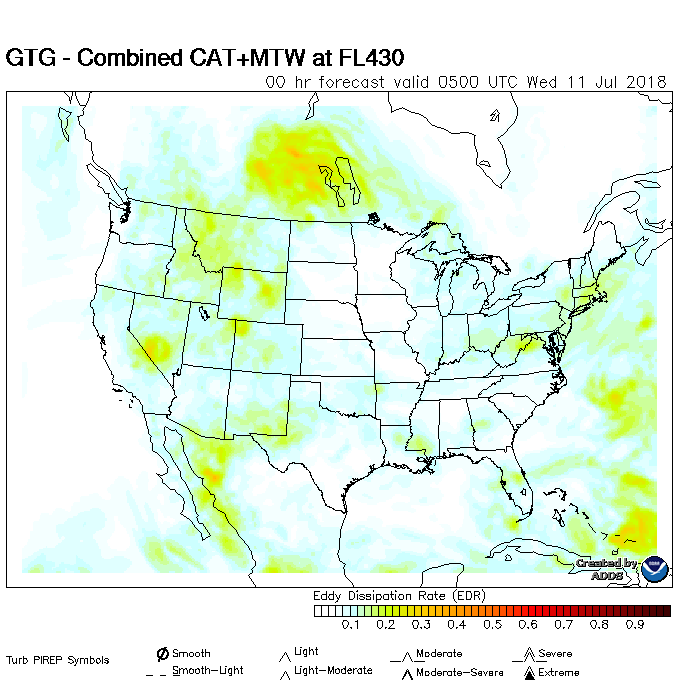 GTG - Combined CAT+MTW at FL430
00 hr forecast valid 0500 UTC Wed 11 Jul 2018
Created by
ADDS
Eddy Dissipation Rate (EDR)
0.1 0.2 0.3 0.4 0.5 0.6 0.7 0.8 0.9
Turb PIREP Symbols
Smooth Light Moderate Severe
Smooth-Light Light-Moderate Moderate-Severe Extreme